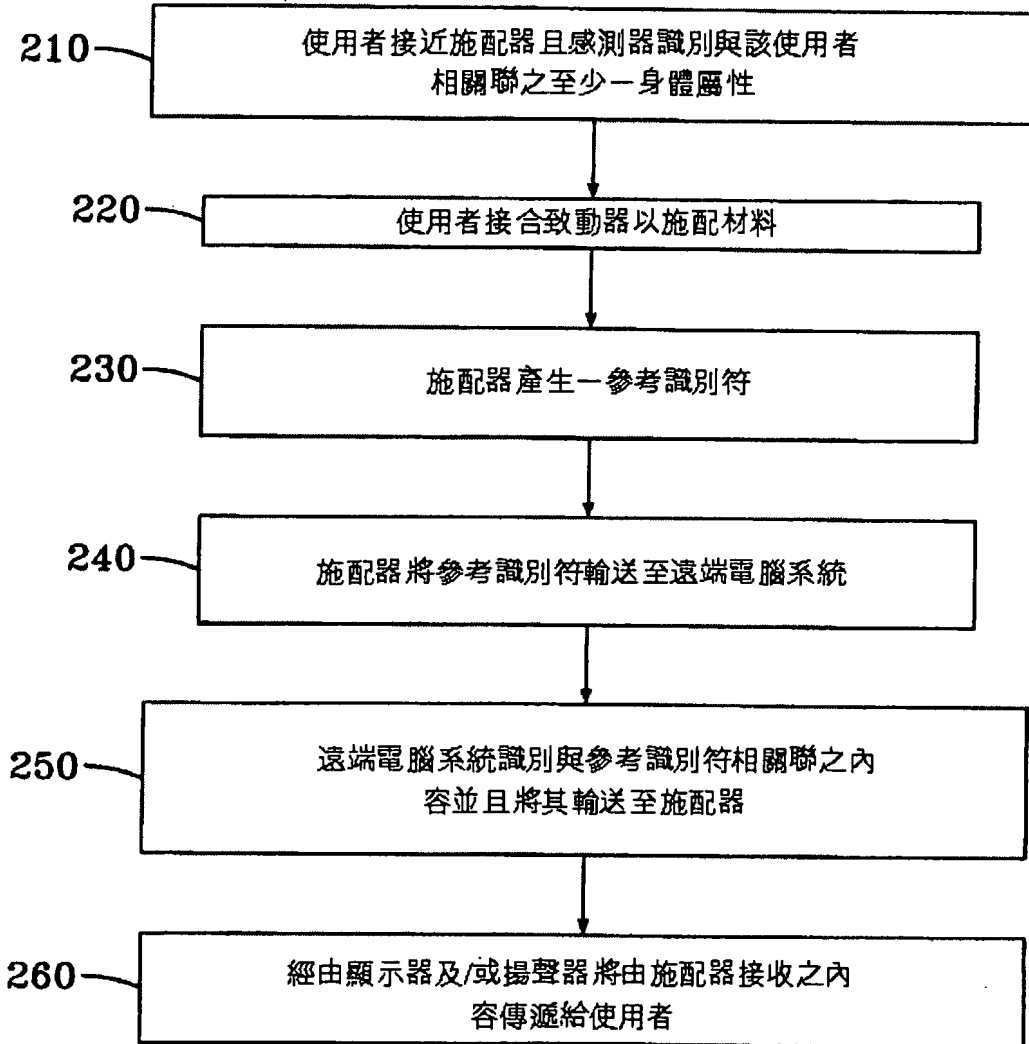 210
使用者接近施配器且感測器識別與該使用者
相關聯之至少一身體屬性
220
使用者接合致動器以施配材料
230
施配器產生一參考識別符
240
施配器將參考識別符輸送至遠端電腦系統
250
遠端電腦系統識別與參考識別符相關聯之內
容並且將其輸送至施配器
260
經由顯示器及/或揚聲器將由施配器接收之內
容傳遞給使用者